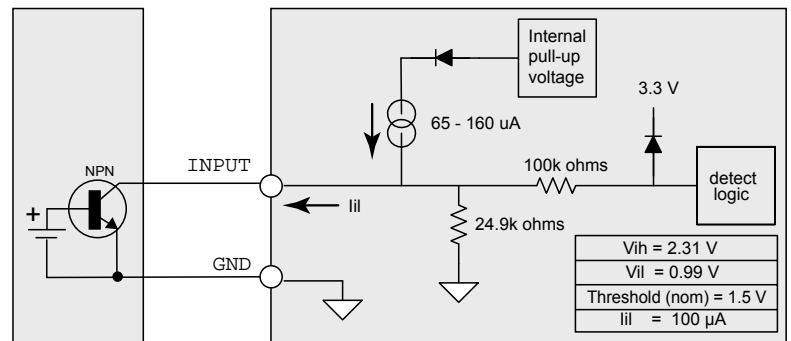 Internal
pull-up
voltage
3.3 V
65 - 160 uA
NPN
INPUT
100k ohms
detect
logic
+
Iil
24.9k ohms
GND
Vih = 2.31 V
Vil = 0.99 V
Threshold (nom) = 1.5 V
Iil = 100 µA